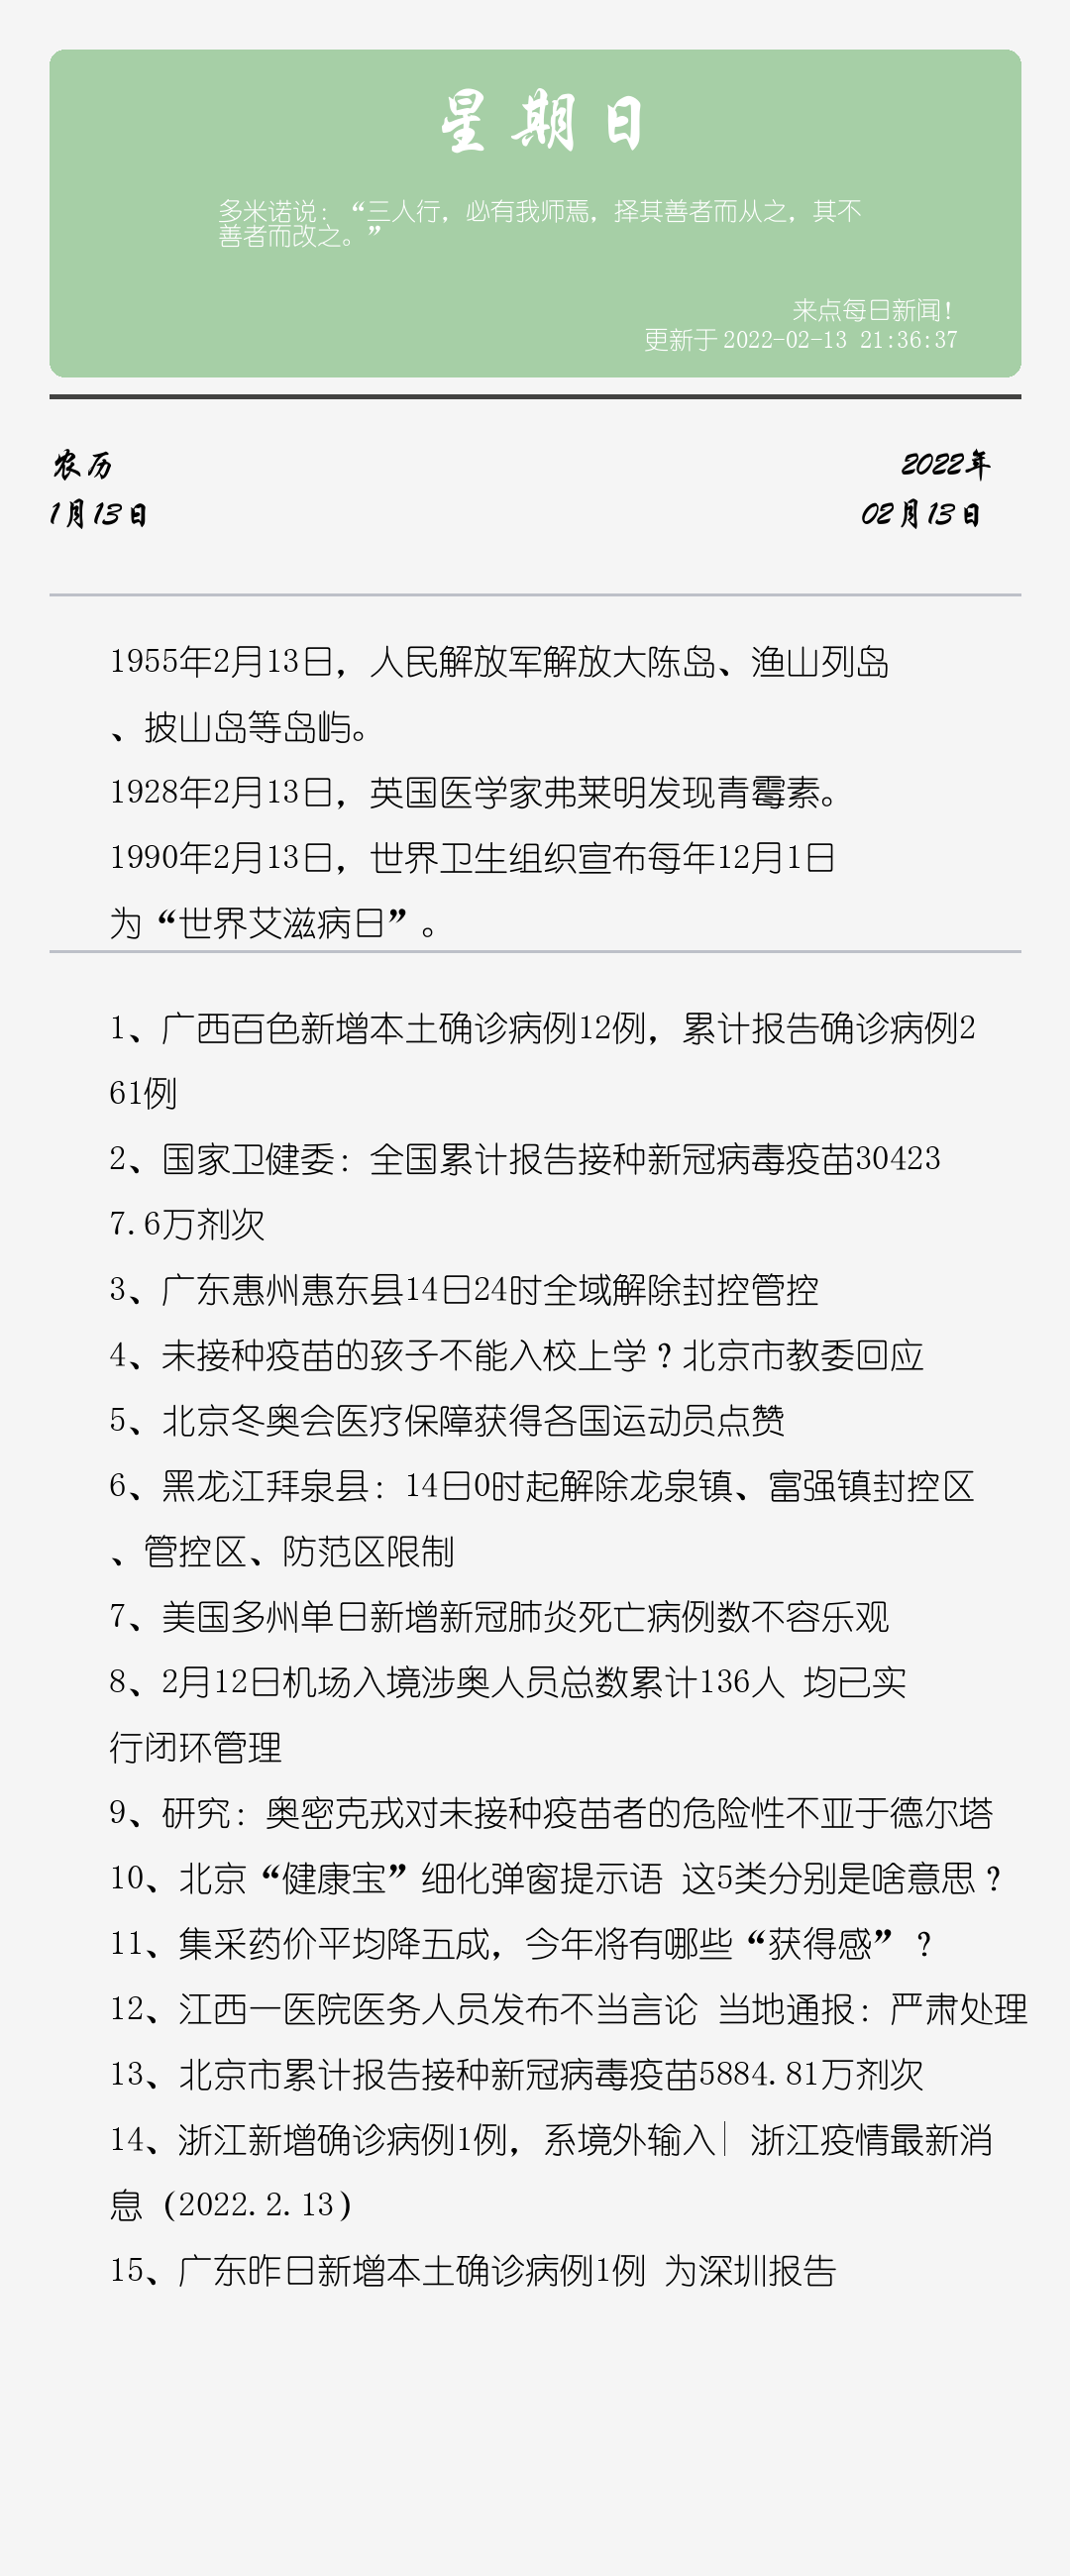 星期日
多米诺说：“三人行，必有我师焉，择其善者而从之，其不
善者而改之。”
来点每日新闻！
更新于 2022-02-13 21:36:37
农历
2022年
1月13日
02月13日
1955年2月13日，人民解放军解放大陈岛、渔山列岛
、披山岛等岛屿。
1928年2月13日，英国医学家弗莱明发现青霉素。
1990年2月13日，世界卫生组织宣布每年12月1日
为“世界艾滋病日”。
1、广西百色新增本土确诊病例12例，累计报告确诊病例2
61例
2、国家卫健委：全国累计报告接种新冠病毒疫苗30423
7.6万剂次
3、广东惠州惠东县14日24时全域解除封控管控
4、未接种疫苗的孩子不能入校上学？北京市教委回应
5、北京冬奥会医疗保障获得各国运动员点赞
6、黑龙江拜泉县：14日0时起解除龙泉镇、富强镇封控区
、管控区、防范区限制
7、美国多州单日新增新冠肺炎死亡病例数不容乐观
8、2月12日机场入境涉奥人员总数累计136人 均已实
行闭环管理
9、研究：奥密克戎对未接种疫苗者的危险性不亚于德尔塔
10、北京“健康宝”细化弹窗提示语 这5类分别是啥意思？
11、集采药价平均降五成，今年将有哪些“获得感”？
12、江西一医院医务人员发布不当言论 当地通报：严肃处理
13、北京市累计报告接种新冠病毒疫苗5884.81万剂次
14、浙江新增确诊病例1例，系境外输入| 浙江疫情最新消
息（2022.2.13）
15、广东昨日新增本土确诊病例1例 为深圳报告